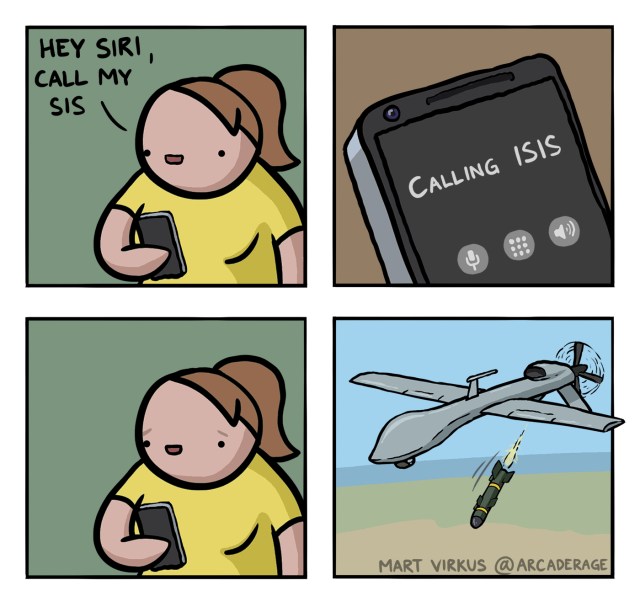 HEY SIRI,
CALL MY
SIS
CALLING ISIS
MART VIRKUS @ARCADERAGE